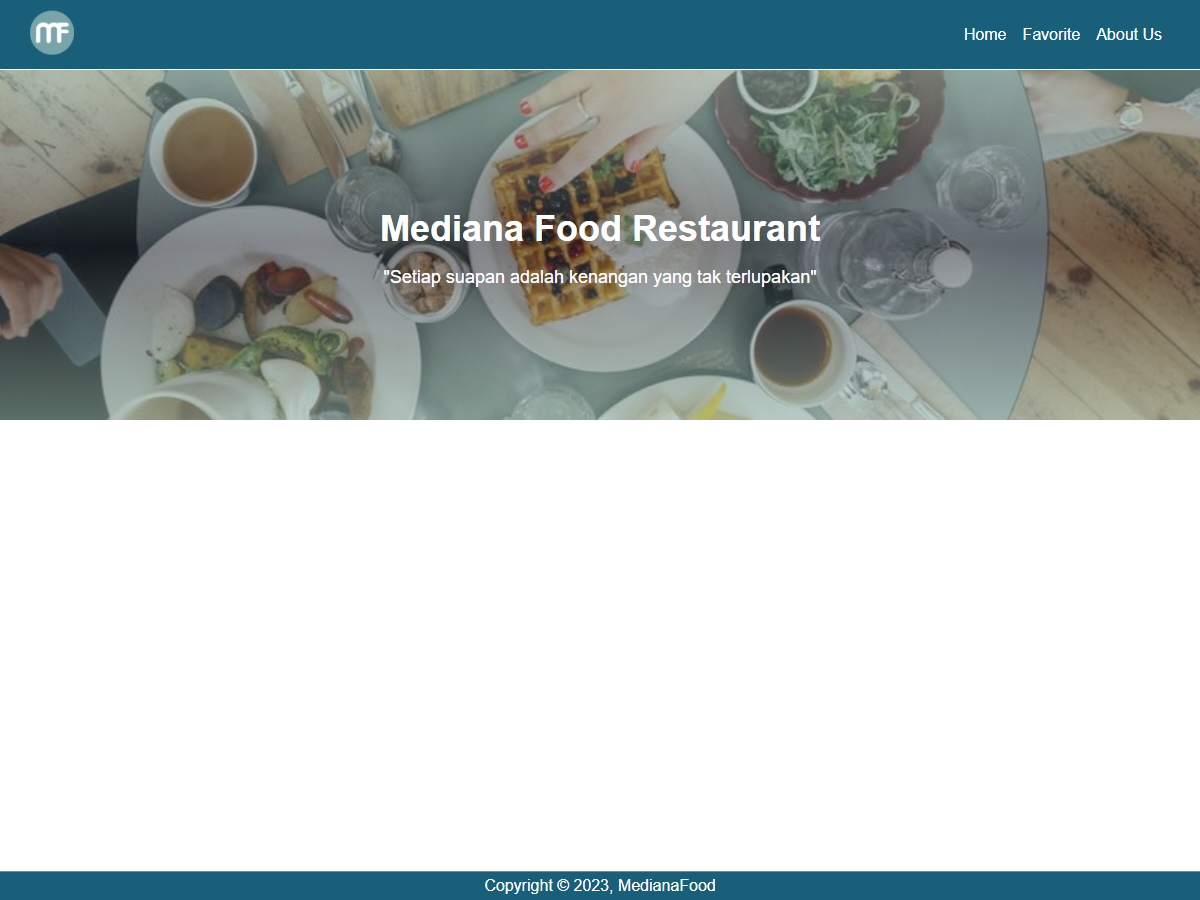 MF
Home Favorite About Us
Mediana Food Restaurant
"Setiap suapan adalah kenangan yang tak terlupakan"
Copyright © 2023, MedianaFood